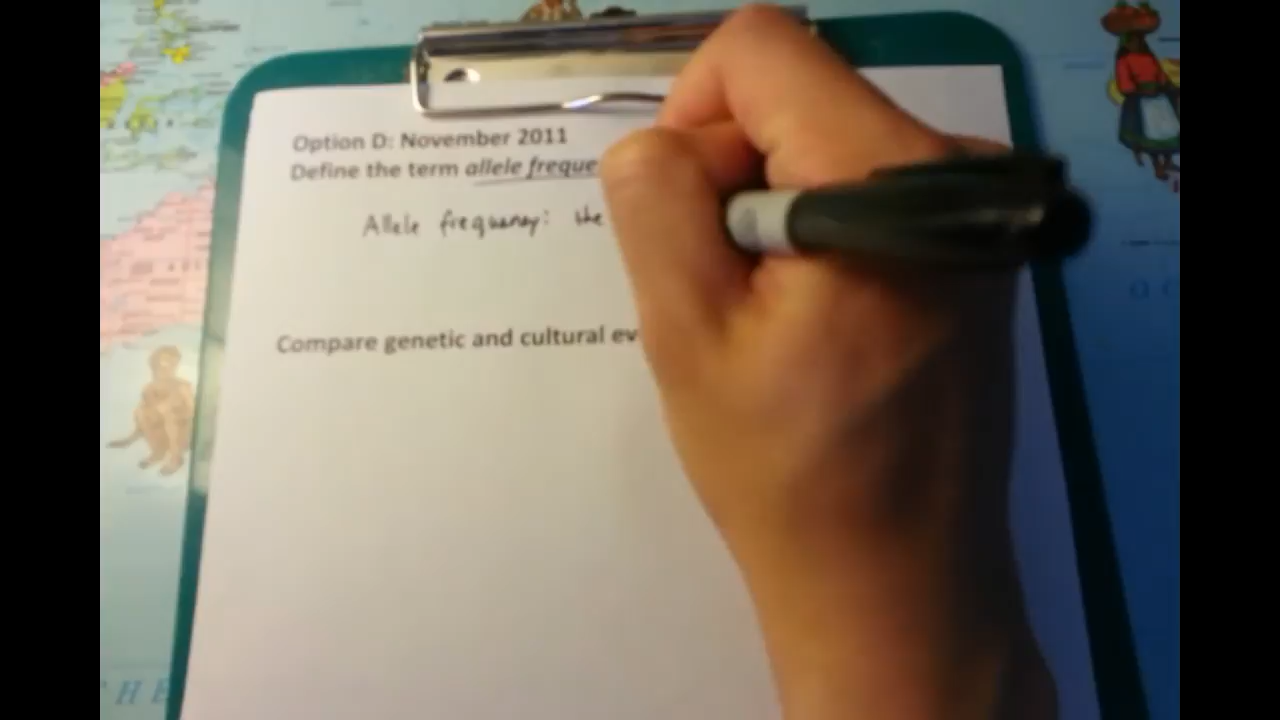 Option D: November 2011
Define the term allele freque
Allele frequency: the
Compare genetic and cultural ev